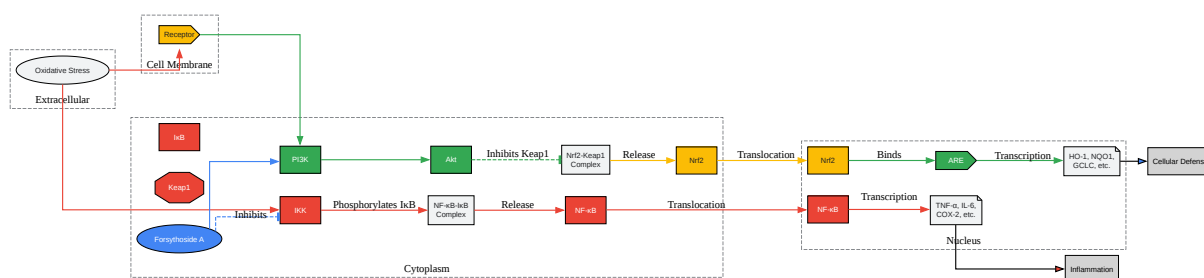 Receptor
Cell Membrane
Oxidative Stress
Extracellular
IκB
PI3K
Akt
Inhibits Keap1
Nrf2-Keap1
Complex
Release
Nrf2
Translocation
Nrf2
Binds
ARE
Transcription
HO-1, NQO1,
GCLC, etc.
Cellular Defens
Keap1
Inhibits
IKK
Phosphorylates IκB
NF-κB-IκB
Complex
Release
NF-κB
Translocation
NF-κB
Transcription
TNF-α, IL-6,
COX-2, etc.
Forsythoside A
Nucleus
Cytoplasm
Inflammation